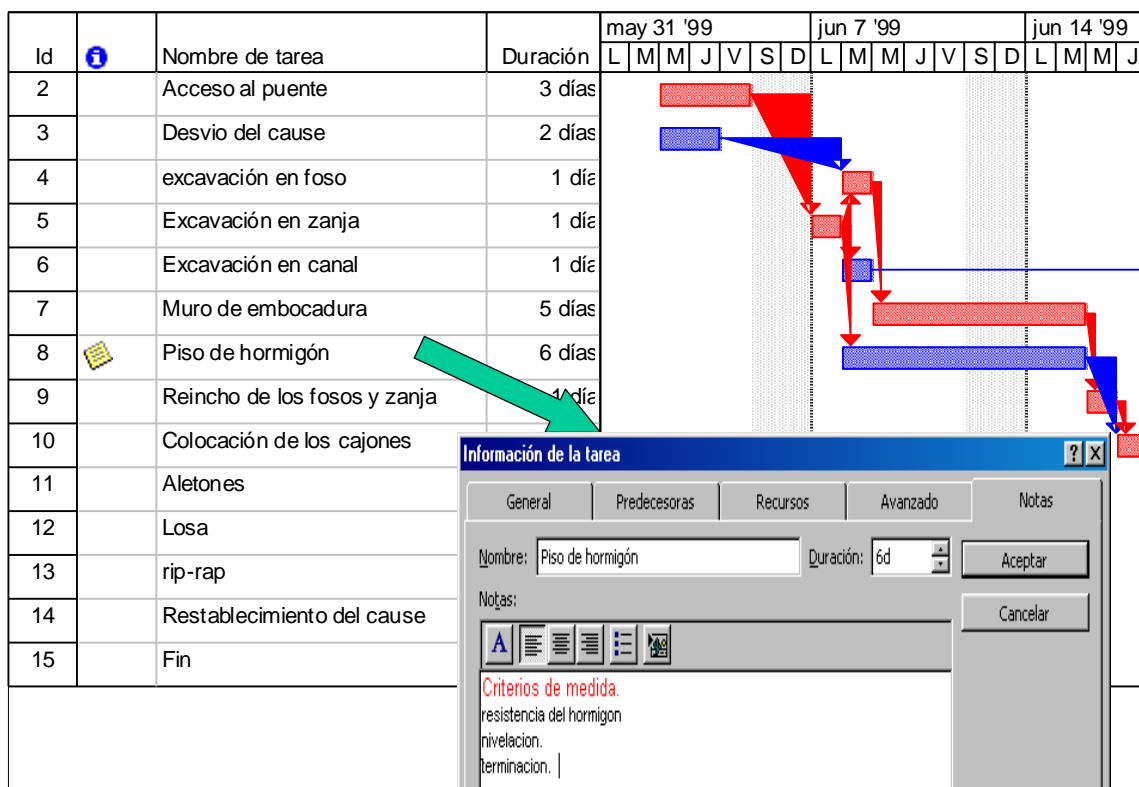 may 31 '99 jun 7 '99 jun 14 '99
Id Nombre de tarea Duración L M M J V S D L M M J V S D L M M J
2 Acceso al puente 3 días
3 Desvio del cause 2 días
4 excavación en foso 1 día
5 Excavación en zanja 1 día
6 Excavación en canal 1 día
7 Muro de embocadura 5 días
8 Piso de hormigón 6 días
9 Reincho de los fosos y zanja 1 día
10 Colocación de los cajones
11 Aletones
12 Losa
13 rip-rap
14 Restablecimiento del cause
15 Fin
Información de la tarea
General Predecesoras Recursos Avanzado Notas
Nombre: Piso de hormigón Duración: 6d Aceptar
Notas: Cancelar
A
Criterios de medida.
resistencia del hormigon
nivelacion.
terminacion.